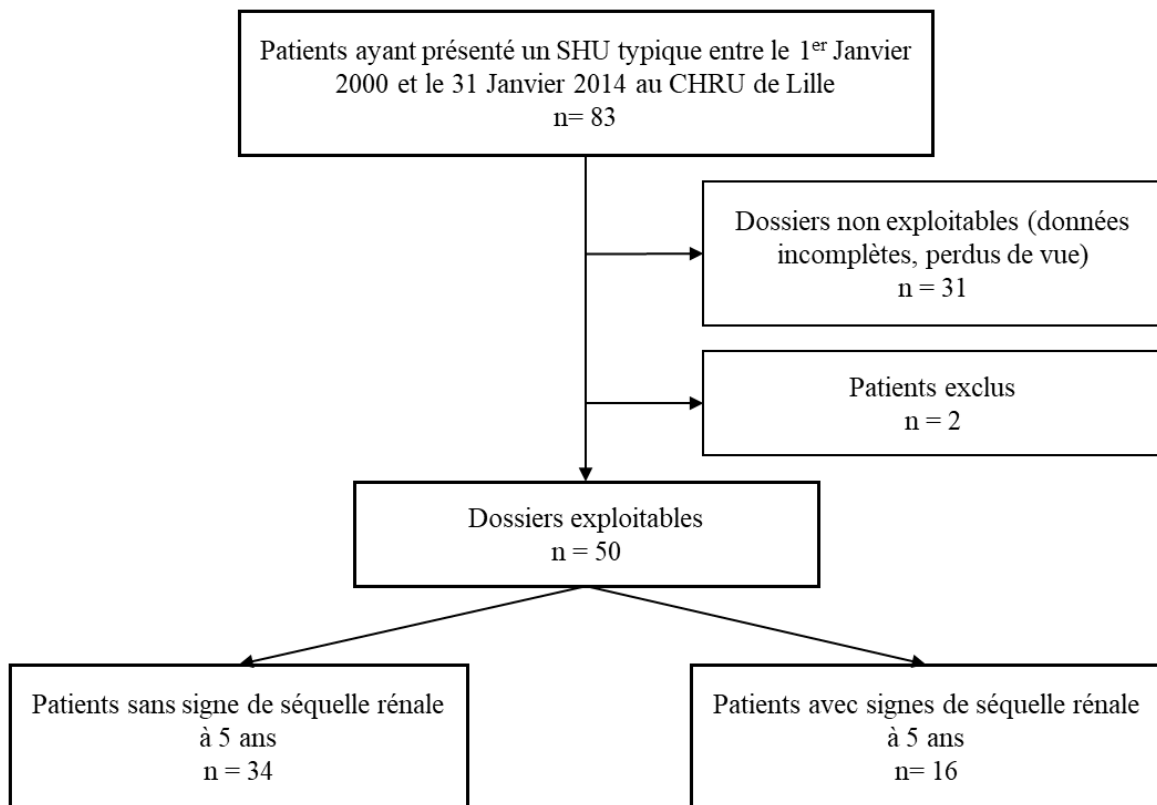 Patients ayant présenté un SHU typique entre le 1er Janvier
2000 et le 31 Janvier 2014 au CHRU de Lille
n= 83
Dossiers non exploitables (données
incomplètes, perdus de vue)
n = 31
Patients exclus
n = 2
Dossiers exploitables
n = 50
Patients sans signe de séquelle rénale
à 5 ans
n = 34
Patients avec signes de séquelle rénale
à 5 ans
n= 16